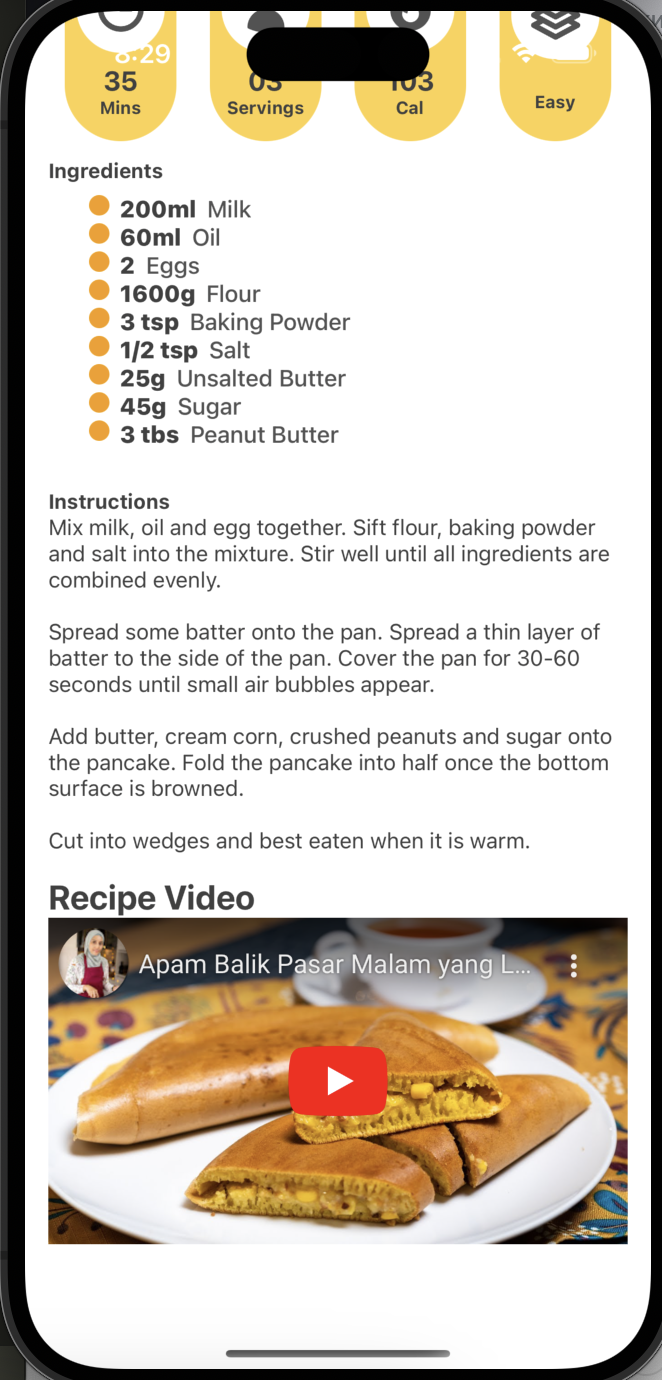 8:29
35
Mins
03
Servings
103
Cal
Easy
Ingredients
200ml Milk
60ml Oil
2 Eggs
1600g Flour
3 tsp Baking Powder
1/2 tsp Salt
25g Unsalted Butter
45g Sugar
3 tbs Peanut Butter
Instructions
Mix milk, oil and egg together. Sift flour, baking powder
and salt into the mixture. Stir well until all ingredients are
combined evenly.
Spread some batter onto the pan. Spread a thin layer of
batter to the side of the pan. Cover the pan for 30-60
seconds until small air bubbles appear.
Add butter, cream corn, crushed peanuts and sugar onto
the pancake. Fold the pancake into half once the bottom
surface is browned.
Cut into wedges and best eaten when it is warm.
Recipe Video
Apam Balik Pasar Malam yang L...